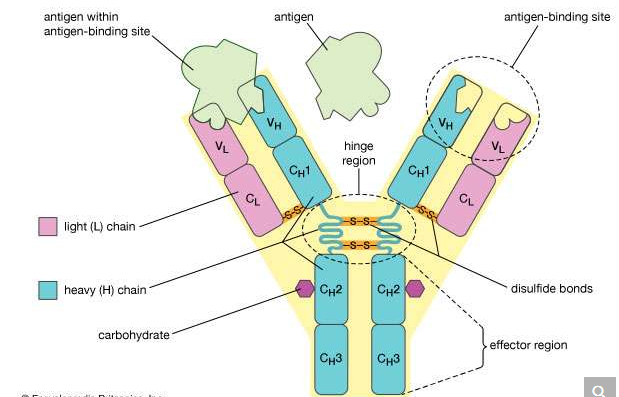 antigen within
antigen-binding site
antigen
antigen-binding site
VH
VH
VL
VL
hinge
region
CH1
CH1
CL
CL
-S-S-
-S-S-
-S-S-
-S-S-
light (L) chain
heavy (H) chain
CH2
CH2
disulfide bonds
carbohydrate
effector region
CH3
CH3